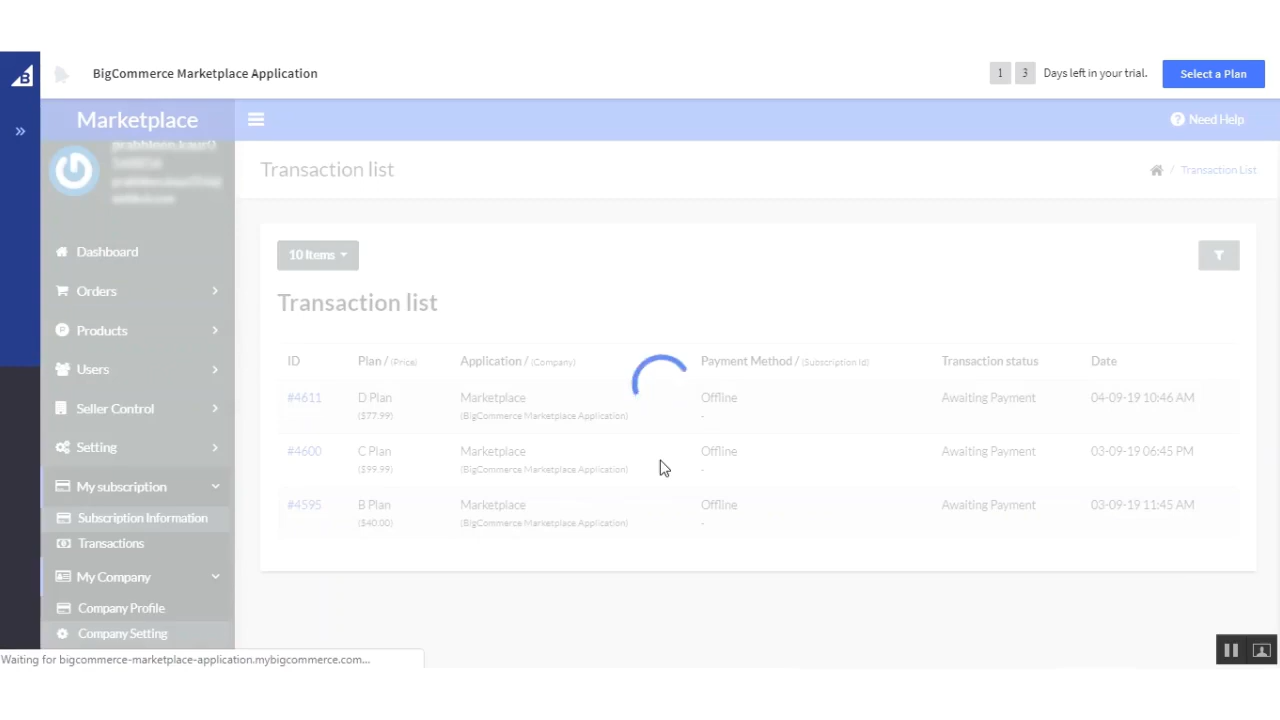 BigCommerce Marketplace Application
1 3 Days left in your trial. Select a Plan
Marketplace
Need Help
Transaction list
/ Transaction List
Dashboard
Orders
Products
Users
Seller Control
Setting
My subscription
Subscription Information
Transactions
My Company
Company Profile
Company Setting
10 Items
Transaction list
ID Plan / (Price) Application / (Company) Payment Method / (Subscription Id) Transaction status Date
#4611 D Plan Marketplace Offline Awaiting Payment 04-09-19 10:46 AM
($77.99) (BigCommerce Marketplace Application) -
#4600 C Plan Marketplace Offline Awaiting Payment 03-09-19 06:45 PM
($99.99) (BigCommerce Marketplace Application) -
#4595 B Plan Marketplace Offline Awaiting Payment 03-09-19 11:45 AM
($40.00) (BigCommerce Marketplace Application) -
Waiting for bigcommerce-marketplace-application.mybigcommerce.com...